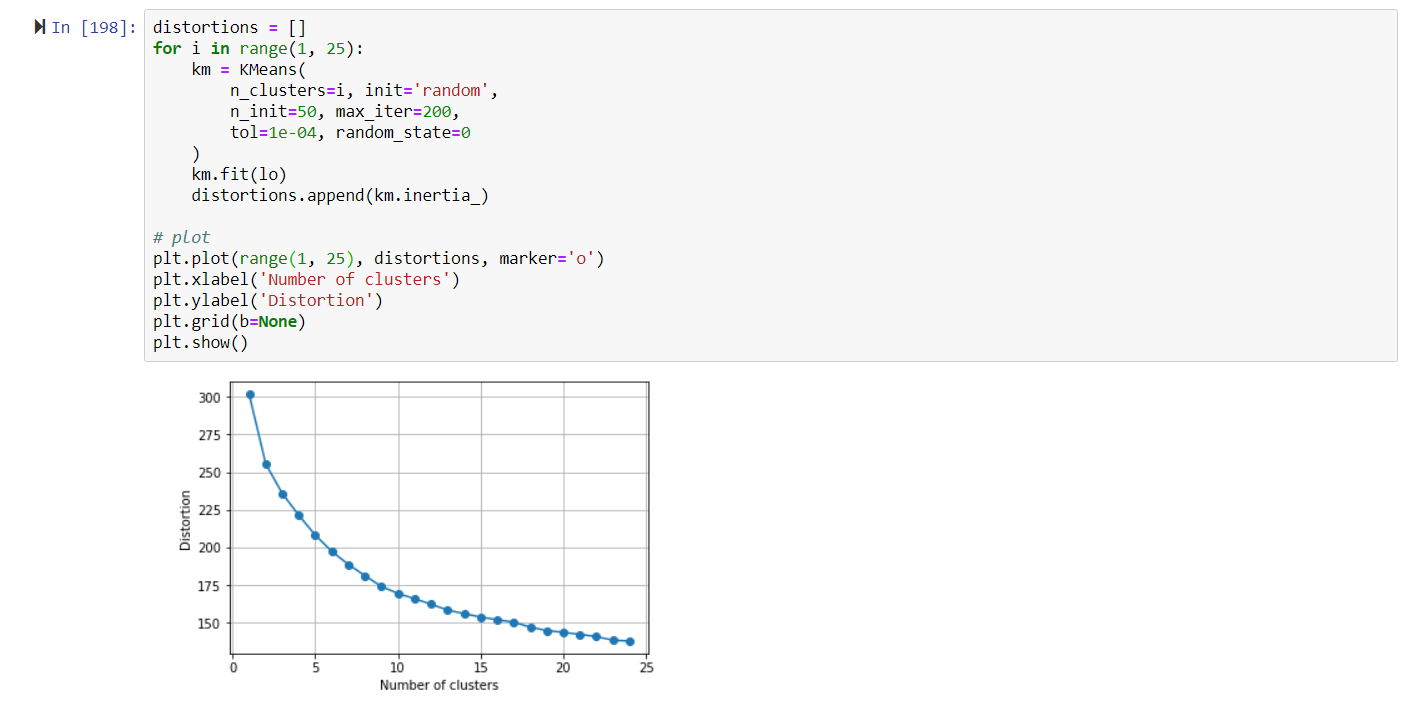 In [198]:
distortions = []
for i in range(1, 25):
    km = KMeans(
        n_clusters=i, init='random',
        n_init=50, max_iter=200,
        tol=1e-04, random_state=0
    )
    km.fit(lo)
    distortions.append(km.inertia_)
# plot
plt.plot(range(1, 25), distortions, marker='o')
plt.xlabel('Number of clusters')
plt.ylabel('Distortion')
plt.grid(b=None)
plt.show()
300
275
250
225
200
175
150
Distortion
0 5 10 15 20 25
Number of clusters